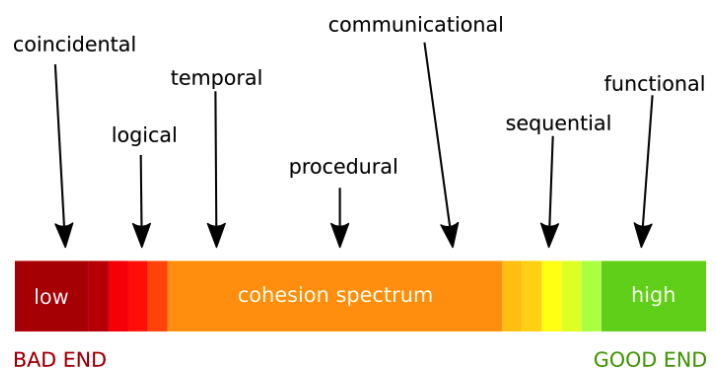 communicational
coincidental
temporal
functional
logical
sequential
procedural
low
cohesion spectrum
high
BAD END
GOOD END